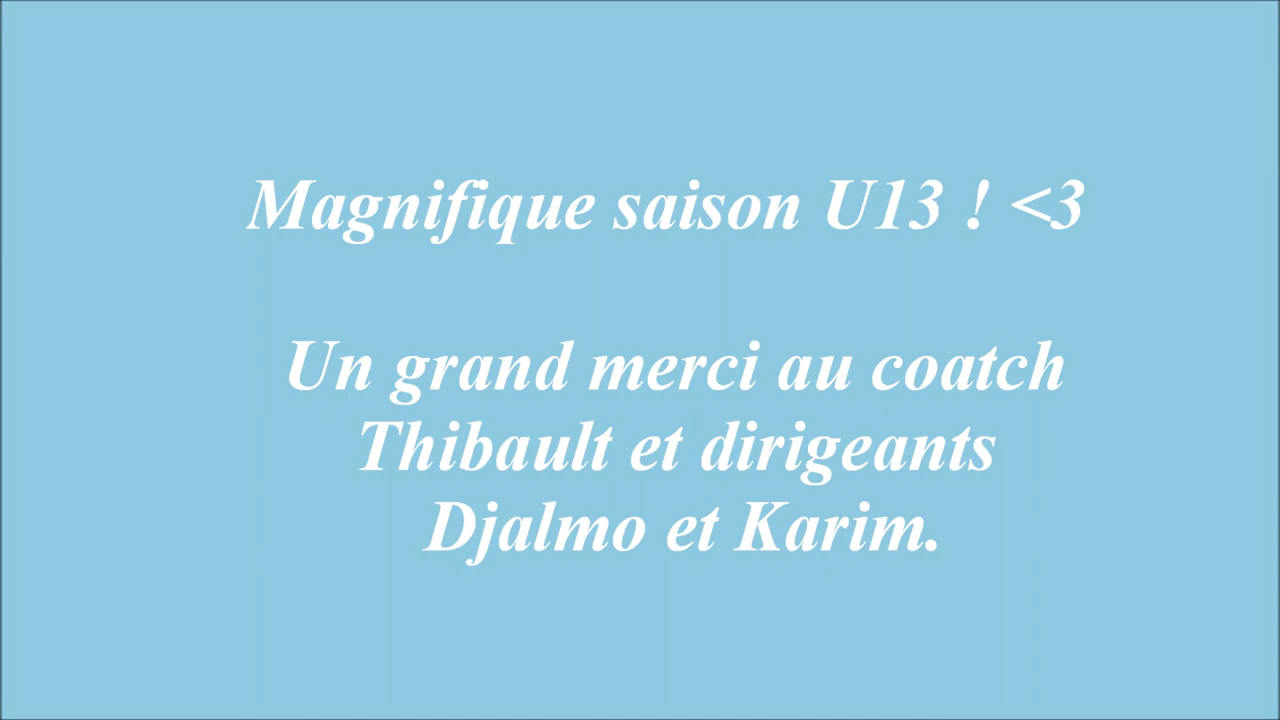 Magnifique saison U13 ! <3
Un grand merci au coatch
Thibault et dirigeants
Djalmo et Karim.